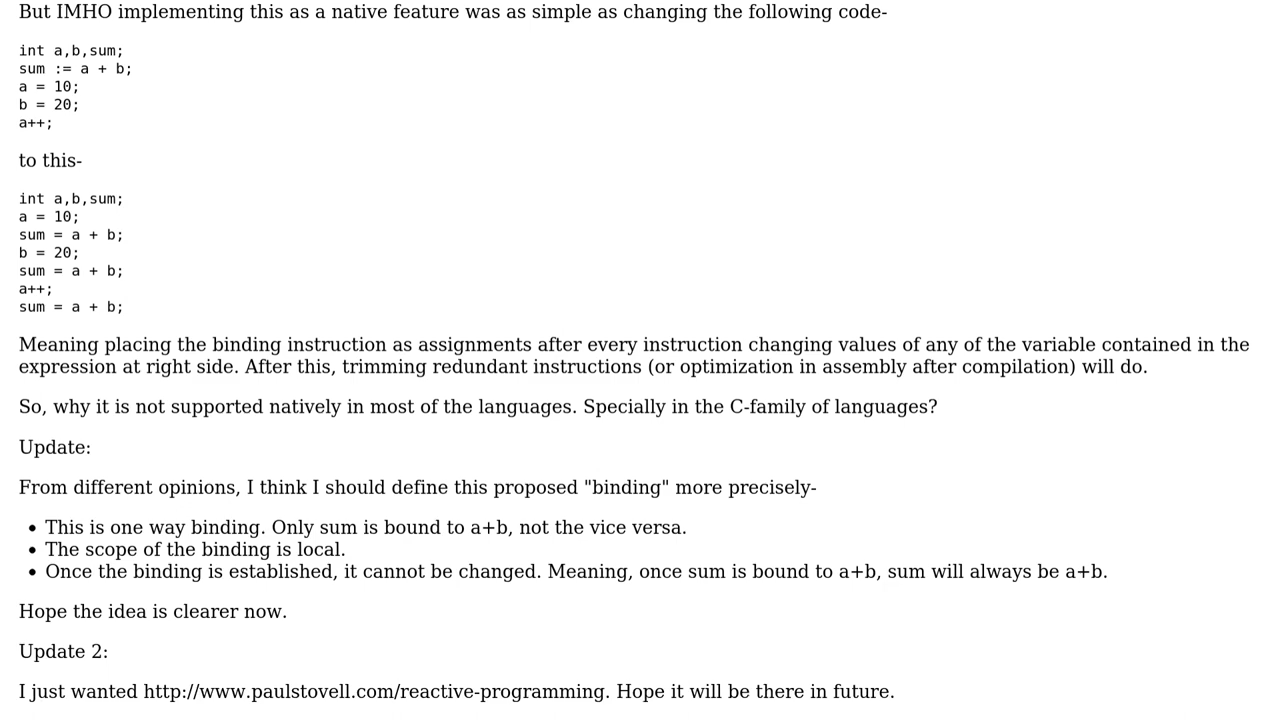 But IMHO implementing this as a native feature was as simple as changing the following code-
int a,b,sum;
sum := a + b;
a = 10;
b = 20;
a++;
to this-
int a,b,sum;
a = 10;
sum = a + b;
b = 20;
sum = a + b;
a++;
sum = a + b;
Meaning placing the binding instruction as assignments after every instruction changing values of any of the variable contained in the
expression at right side. After this, trimming redundant instructions (or optimization in assembly after compilation) will do.
So, why it is not supported natively in most of the languages. Specially in the C-family of languages?
Update:
From different opinions, I think I should define this proposed "binding" more precisely-
• This is one way binding. Only sum is bound to a+b, not the vice versa.
• The scope of the binding is local.
• Once the binding is established, it cannot be changed. Meaning, once sum is bound to a+b, sum will always be a+b.
Hope the idea is clearer now.
Update 2:
I just wanted http://www.paulstovell.com/reactive-programming. Hope it will be there in future.